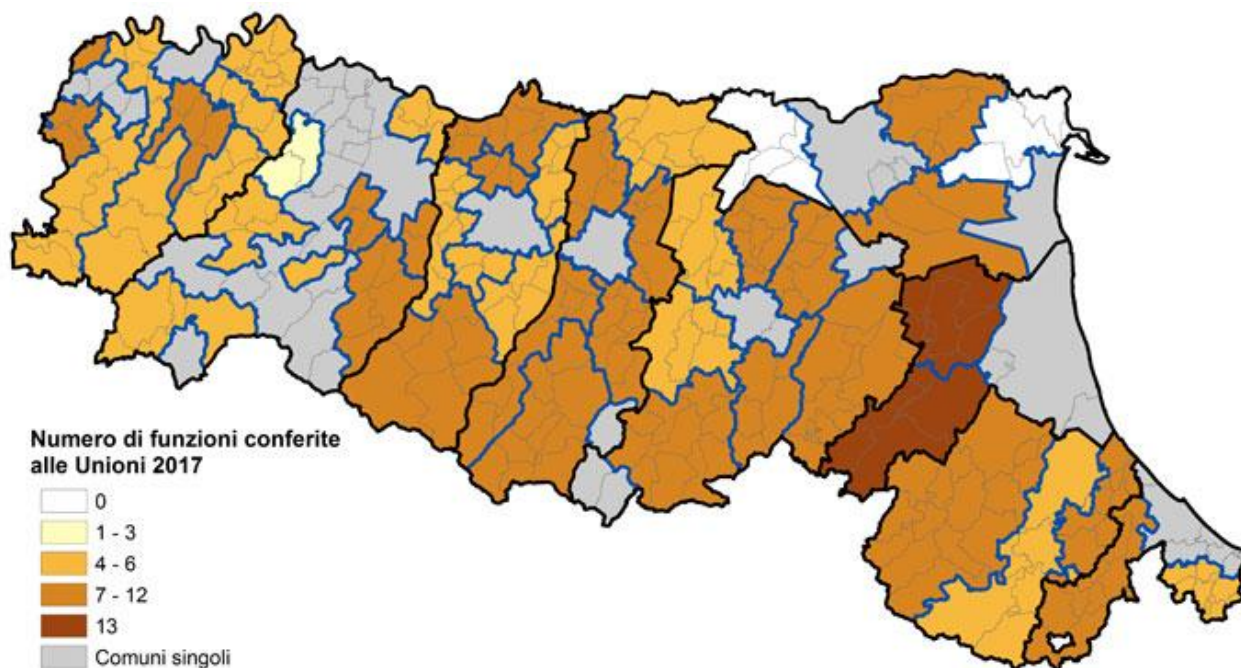 Numero di funzioni conferite
alle Unioni 2017
0
1 - 3
4 - 6
7 - 12
13
Comuni singoli